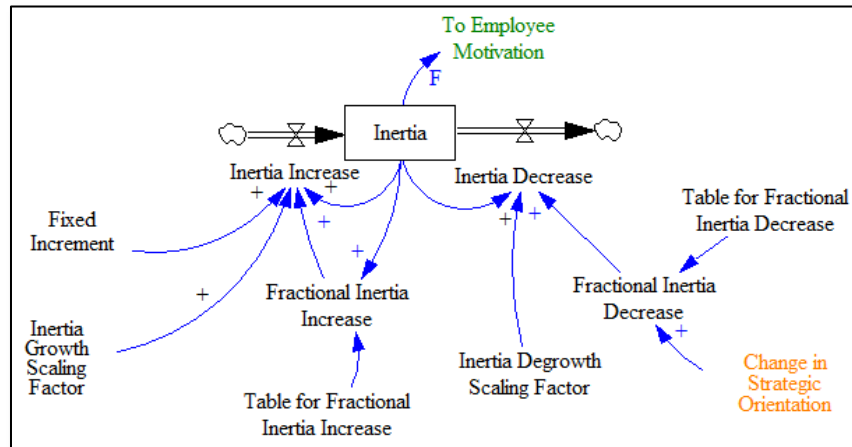 To Employee
Motivation
F
Inertia
Inertia Increase
Inertia Decrease
+
+
+
+
+
+
+
+
Fixed
Increment
Table for Fractional
Inertia Decrease
Fractional Inertia
Increase
Fractional Inertia
Decrease
Inertia
Growth
Scaling
Factor
Inertia Degrowth
Scaling Factor
Change in
Strategic
Orientation
Table for Fractional
Inertia Increase